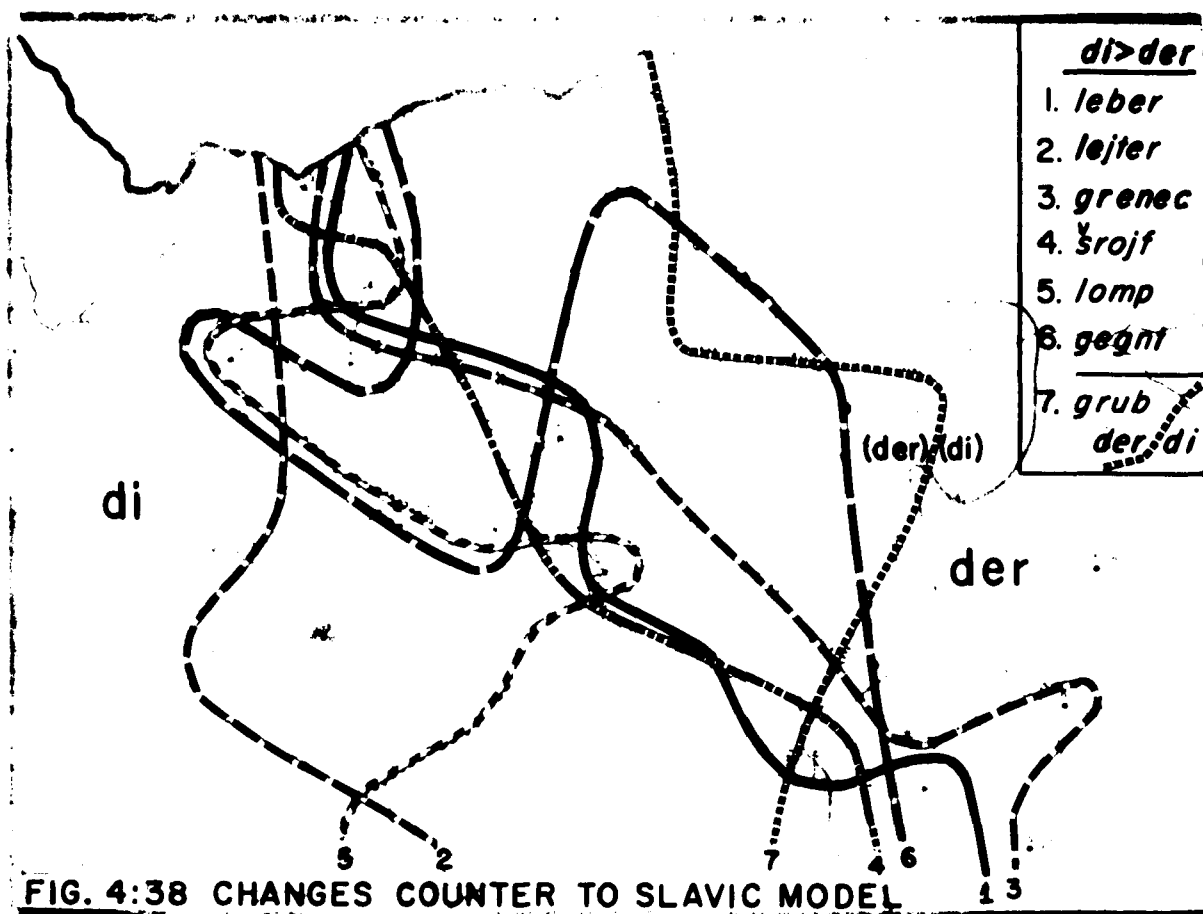 di>der
1. leber
2. lejter
3. grenec
4. šrojf
5. lomp
6. gegnt
7. grub
der/di
(der)/(di)
di
der
5 2 7 4 6 1 3
FIG. 4:38 CHANGES COUNTER TO SLAVIC MODEL